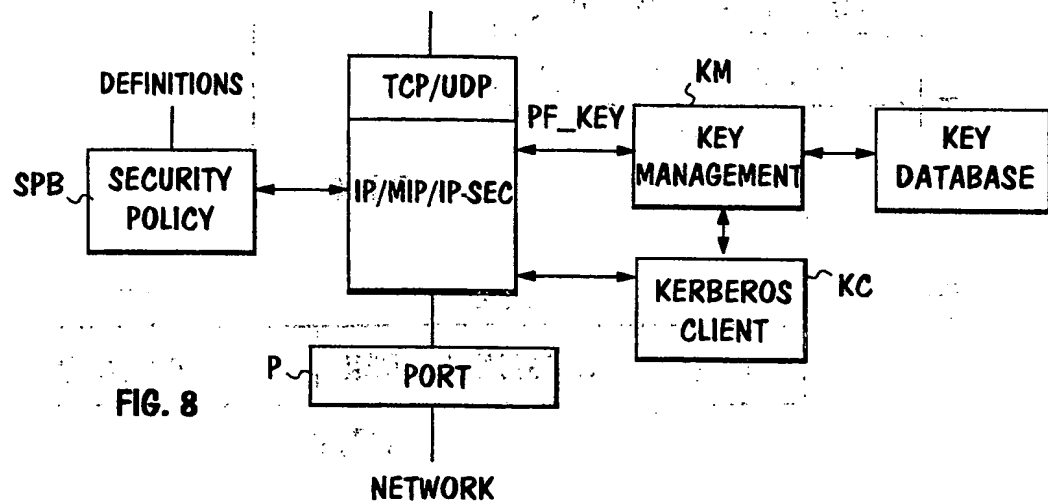 DEFINITIONS
SPB
SECURITY
POLICY
TCP/UDP
IP/MIP/IP-SEC
PF_KEY
KM
KEY
MANAGEMENT
KEY
DATABASE
KERBEROS
CLIENT
KC
P
PORT
FIG. 8
NETWORK